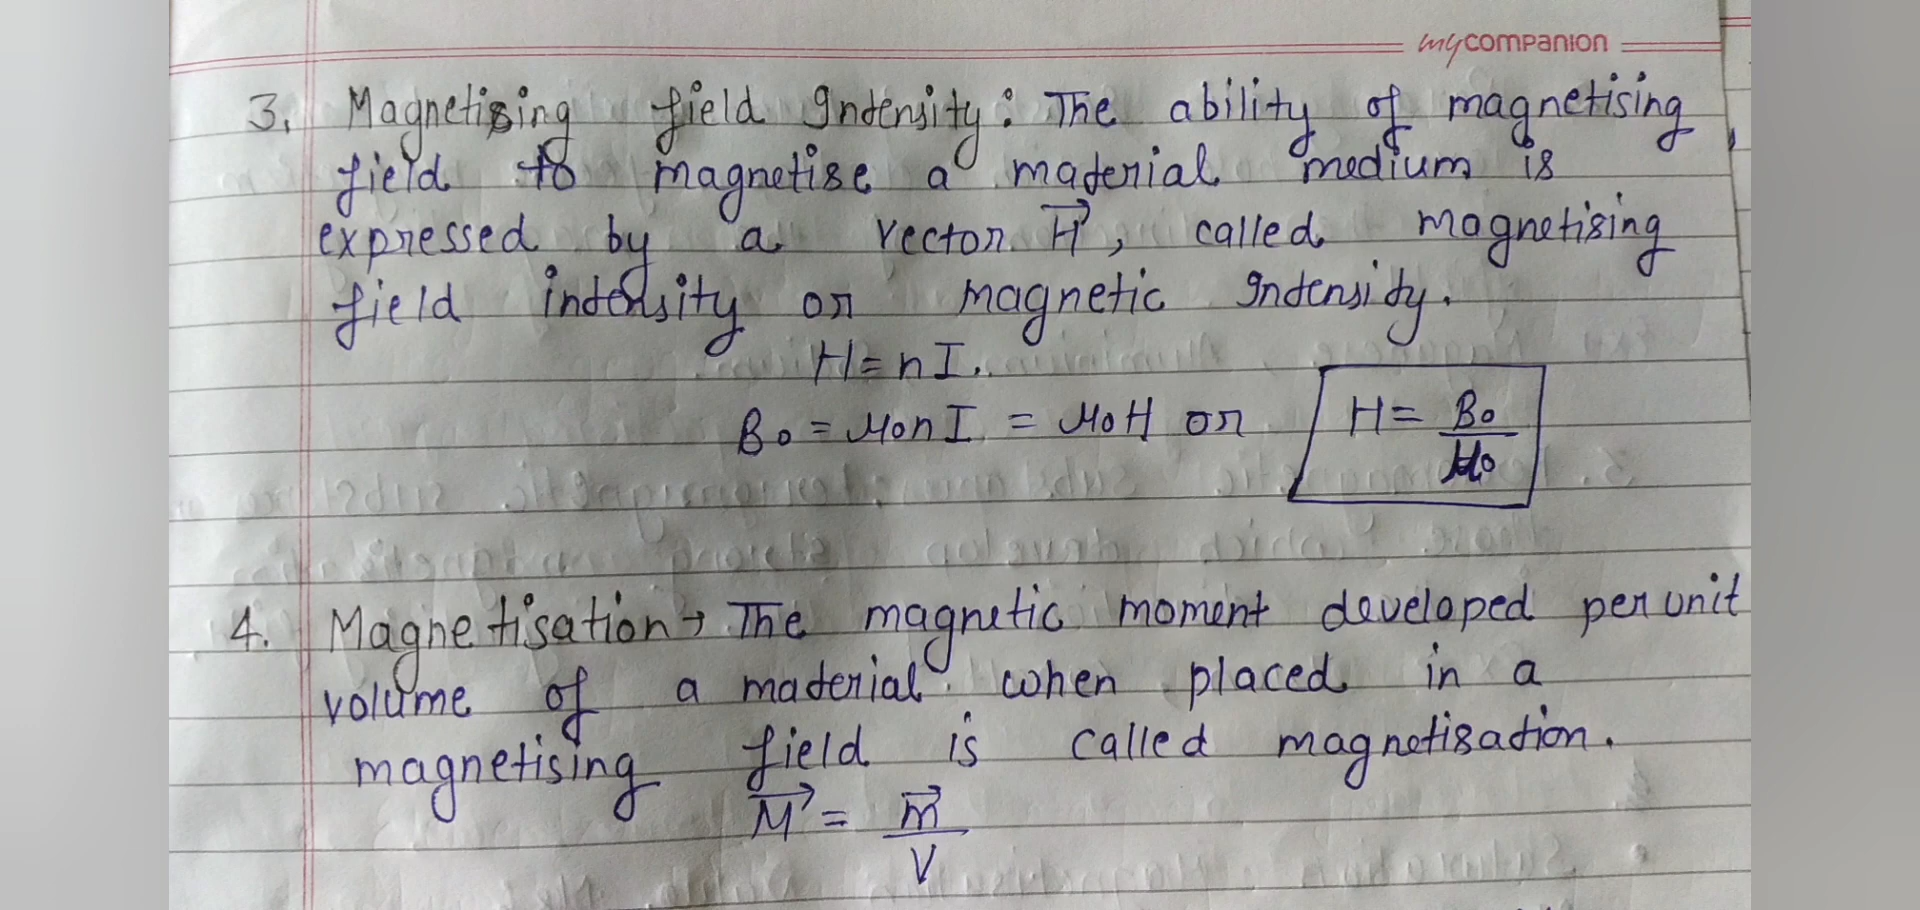 mycompanion
3. Magnetising field Intensity: The ability of magnetising
field to magnetise a material medium is
expressed by a vector H⃗, called magnetising
field intensity or magnetic Intensity.
H = nI.
B₀ = μ₀nI = μ₀H or H = B₀/μ₀
4. Magnetisation → The magnetic moment developed per unit
volume of a material when placed in a
magnetising field is called magnetisation.
M⃗ = m⃗/V